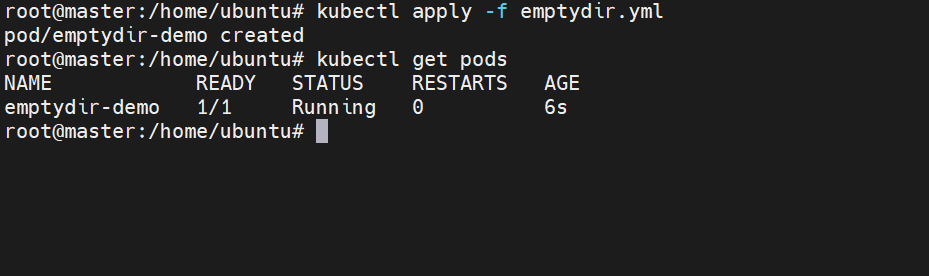 root@master:/home/ubuntu# kubectl apply -f emptydir.yml
pod/emptydir-demo created
root@master:/home/ubuntu# kubectl get pods
NAME            READY   STATUS    RESTARTS   AGE
emptydir-demo   1/1     Running   0          6s
root@master:/home/ubuntu#